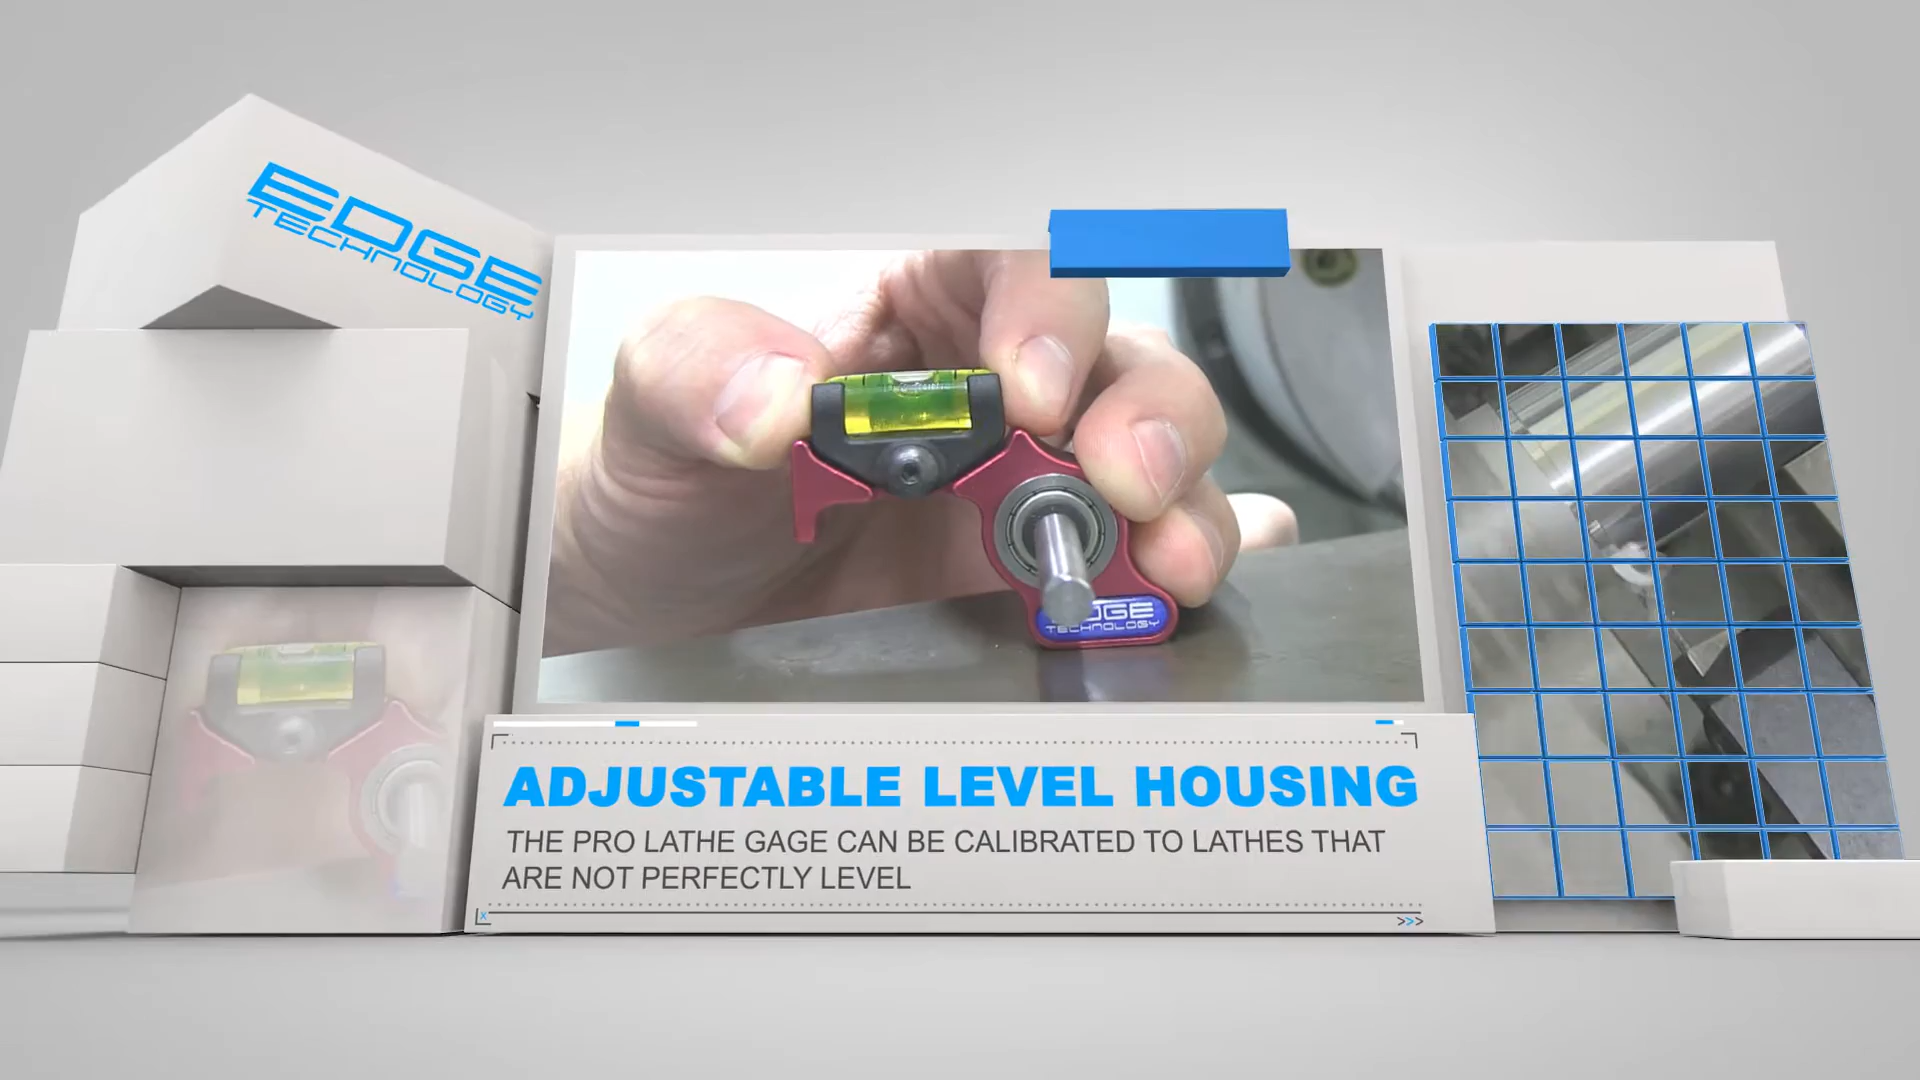 EDGE
TECHNOLOGY
EDGE
TECHNOLOGY
ADJUSTABLE LEVEL HOUSING
THE PRO LATHE GAGE CAN BE CALIBRATED TO LATHES THAT
ARE NOT PERFECTLY LEVEL
X
>>>